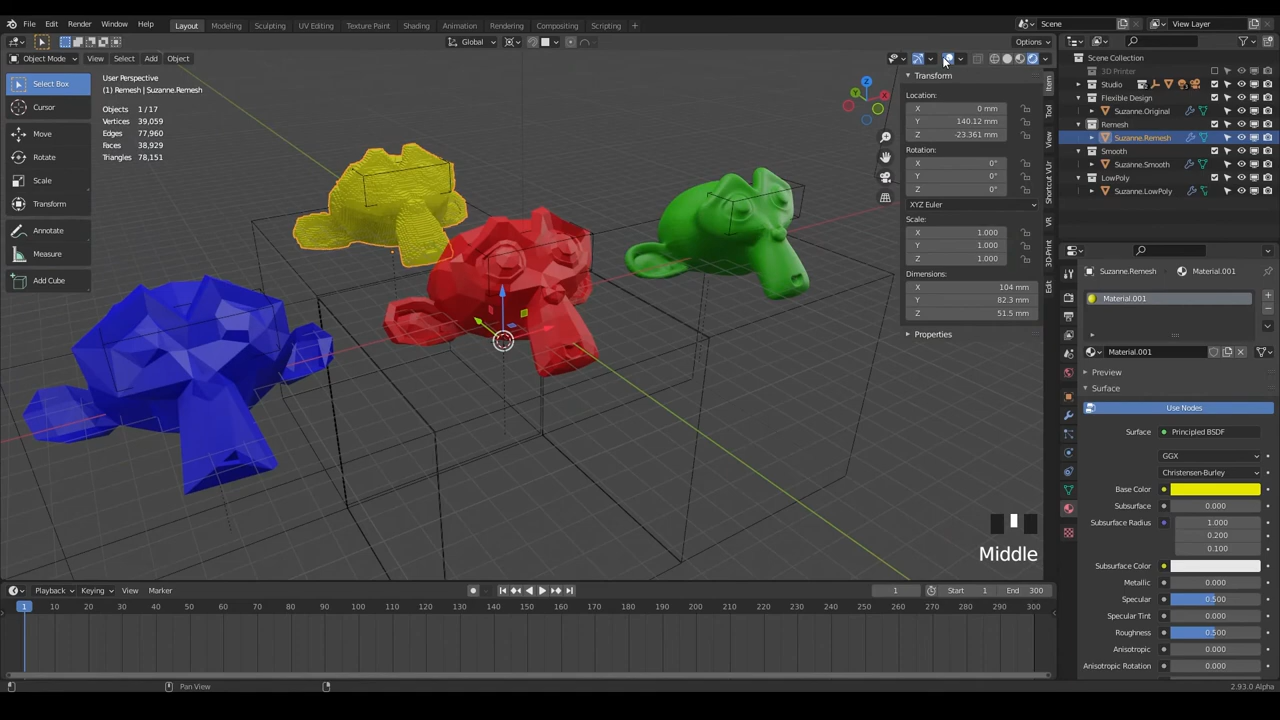 File Edit Render Window Help Layout Modeling Sculpting UV Editing Texture Paint Shading Animation Rendering Compositing Scripting + Scene View Layer
Global Options
Object Mode View Select Add Object
User Perspective
(1) Remesh | Suzanne.Remesh
Objects 1 / 17
Vertices 39,059
Edges 77,960
Faces 38,929
Triangles 78,151
Select Box
Cursor
Move
Rotate
Scale
Transform
Annotate
Measure
Add Cube
X
Y
Z
Transform
Location:
X 0 mm
Y 140.12 mm
Z -23.361 mm
Rotation:
X 0°
Y 0°
Z 0°
XYZ Euler
Scale:
X 1.000
Y 1.000
Z 1.000
Dimensions:
X 104 mm
Y 82.3 mm
Z 51.5 mm
Properties
Item
Tool
View
Shortcut VUr
VR
3D-Print
Edit
Middle
Scene Collection
3D Printer
Studio
Flexible Design
Suzanne.Original
Remesh
Suzanne.Remesh
Smooth
Suzanne.Smooth
LowPoly
Suzanne.LowPoly
Suzanne.Remesh Material.001
Material.001
Material.001
Preview
Surface
Use Nodes
Surface Principled BSDF
GGX
Christensen-Burley
Base Color
Subsurface 0.000
Subsurface Radius 1.000
0.200
0.100
Subsurface Color
Metallic 0.000
Specular 0.500
Specular Tint 0.000
Roughness 0.500
Anisotropic 0.000
Anisotropic Rotation 0.000
Playback Keying View Marker 1 Start 1 End 300
1 10 20 30 40 50 60 70 80 90 100 110 120 130 140 150 160 170 180 190 200 210 220 230 240 250 260 270 280 290 300
Pan View 2.93.0 Alpha